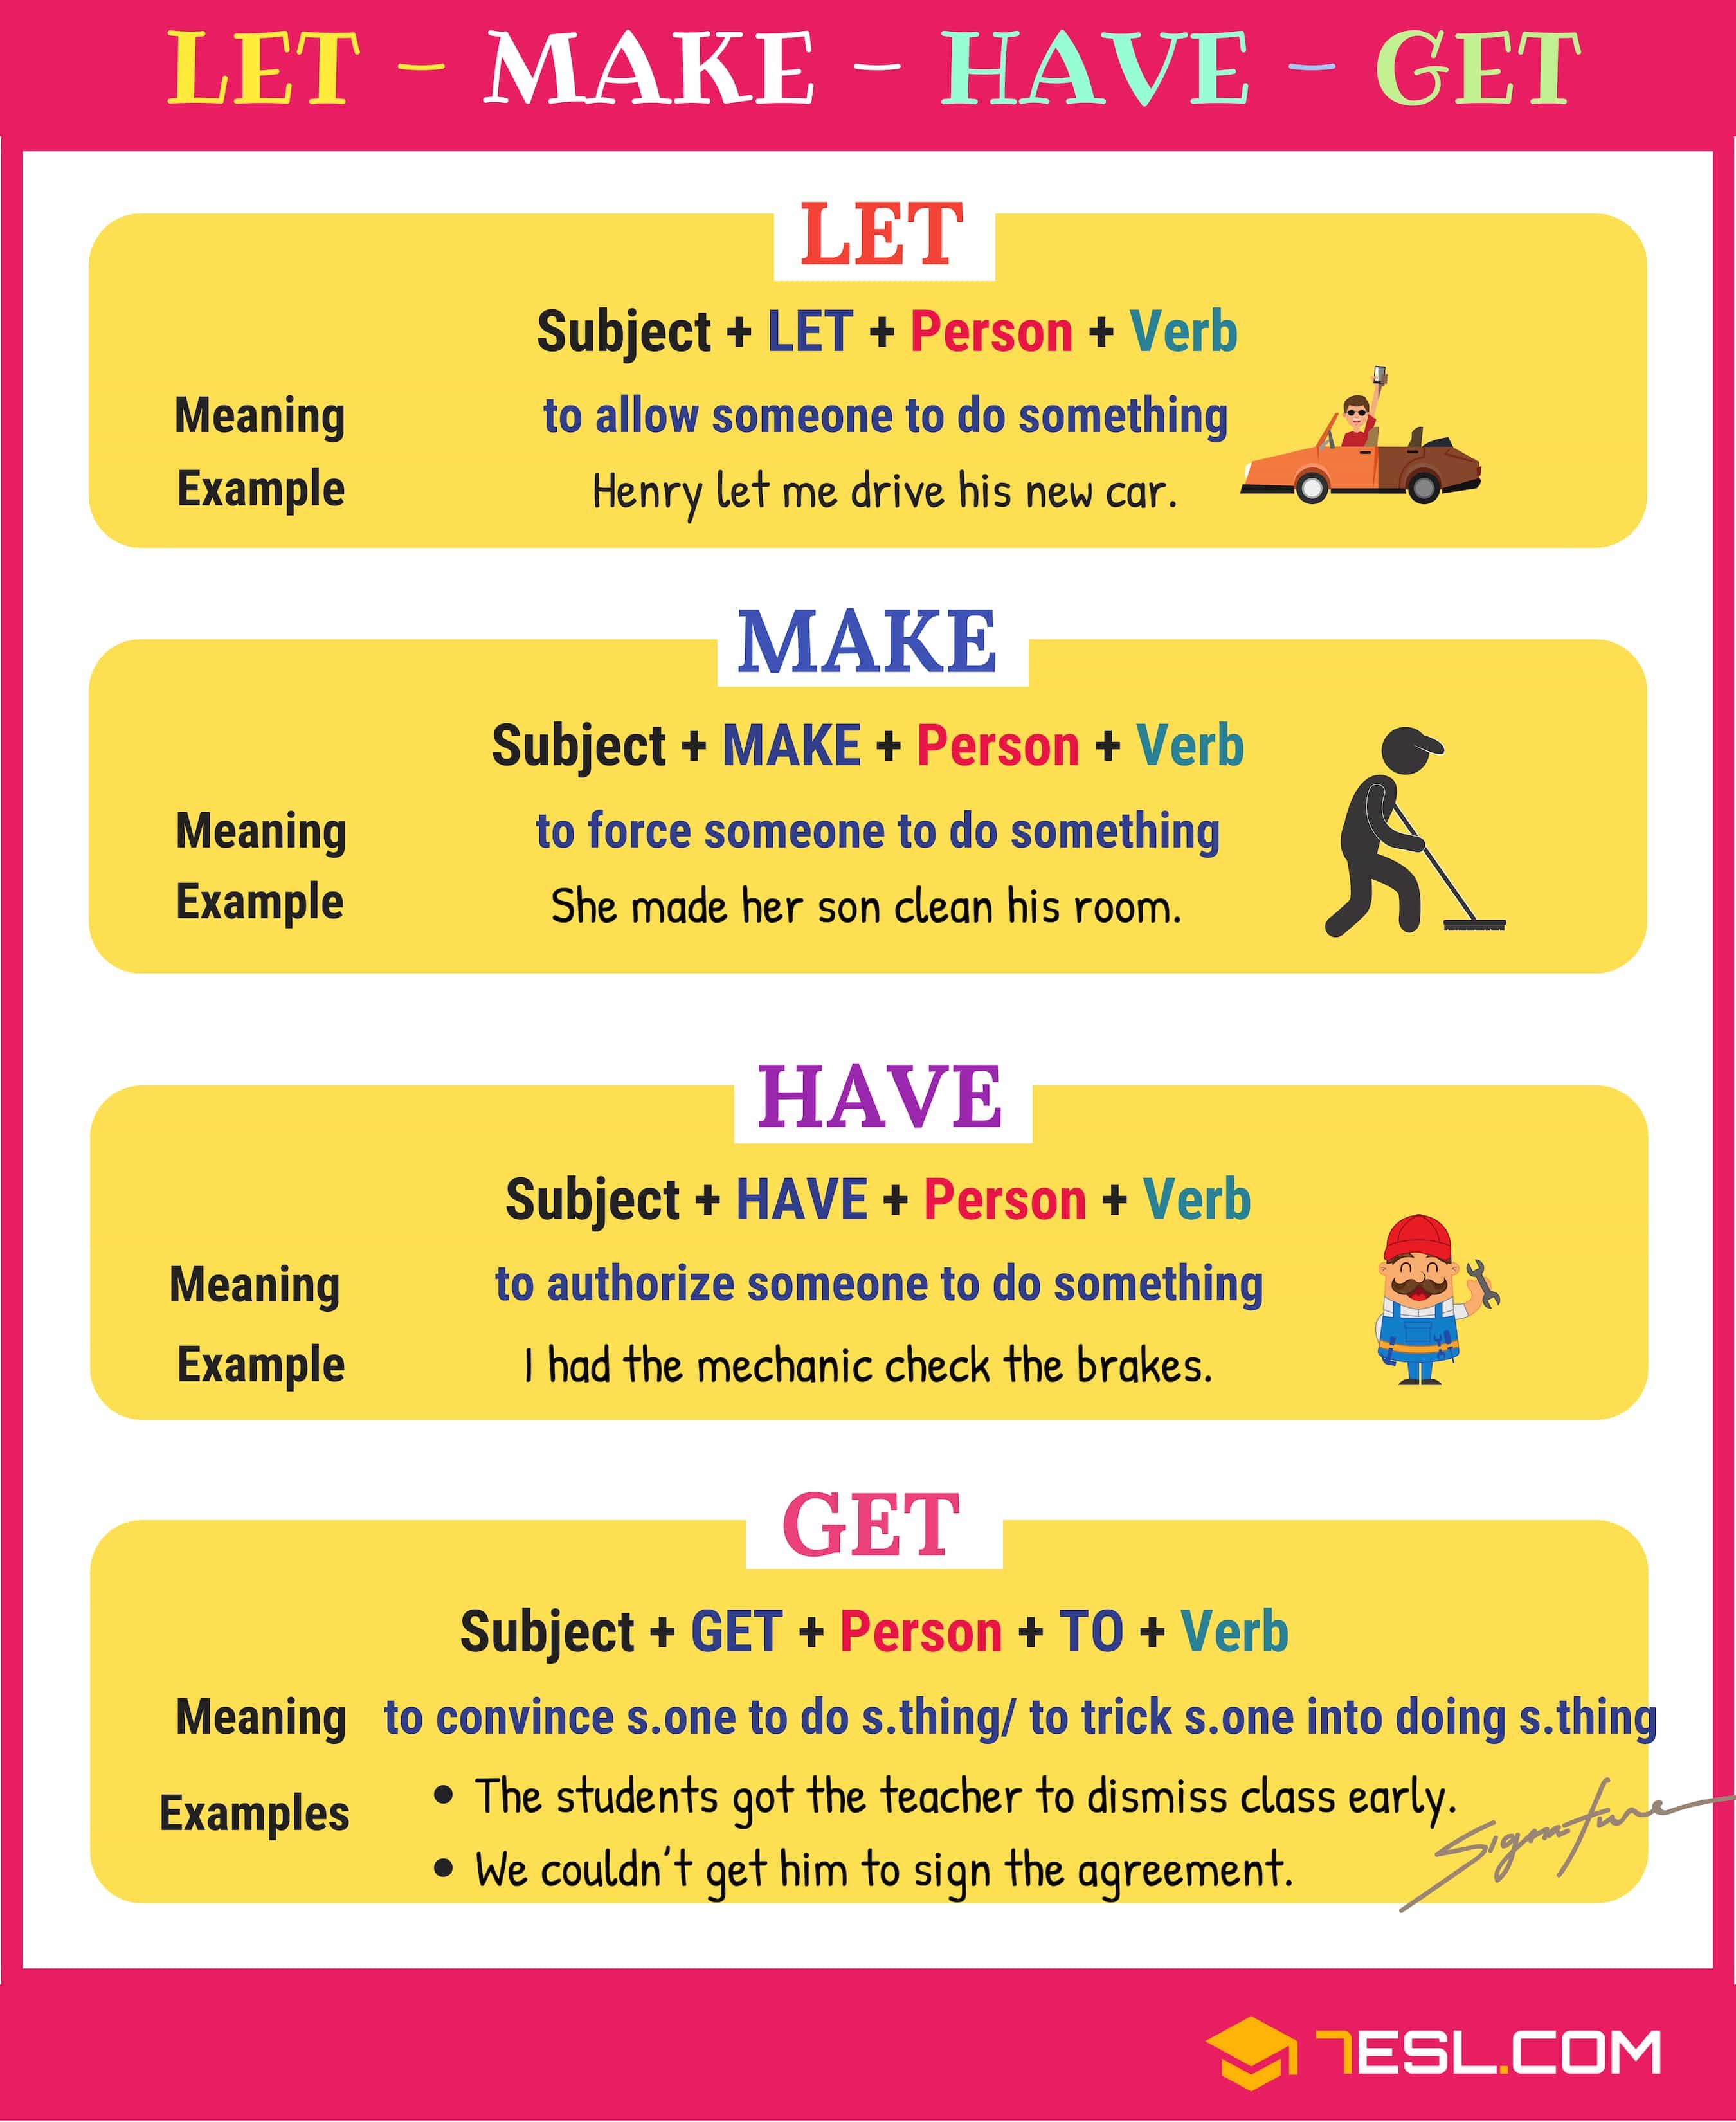 LET - MAKE - HAVE - GET
LET
Subject + LET + Person + Verb
Meaning to allow someone to do something
Example Henry let me drive his new car.
MAKE
Subject + MAKE + Person + Verb
Meaning to force someone to do something
Example She made her son clean his room.
HAVE
Subject + HAVE + Person + Verb
Meaning to authorize someone to do something
Example I had the mechanic check the brakes.
GET
Subject + GET + Person + TO + Verb
Meaning to convince s.one to do s.thing/ to trick s.one into doing s.thing
Examples
• The students got the teacher to dismiss class early.
• We couldn't get him to sign the agreement.
Signature
7ESL.COM